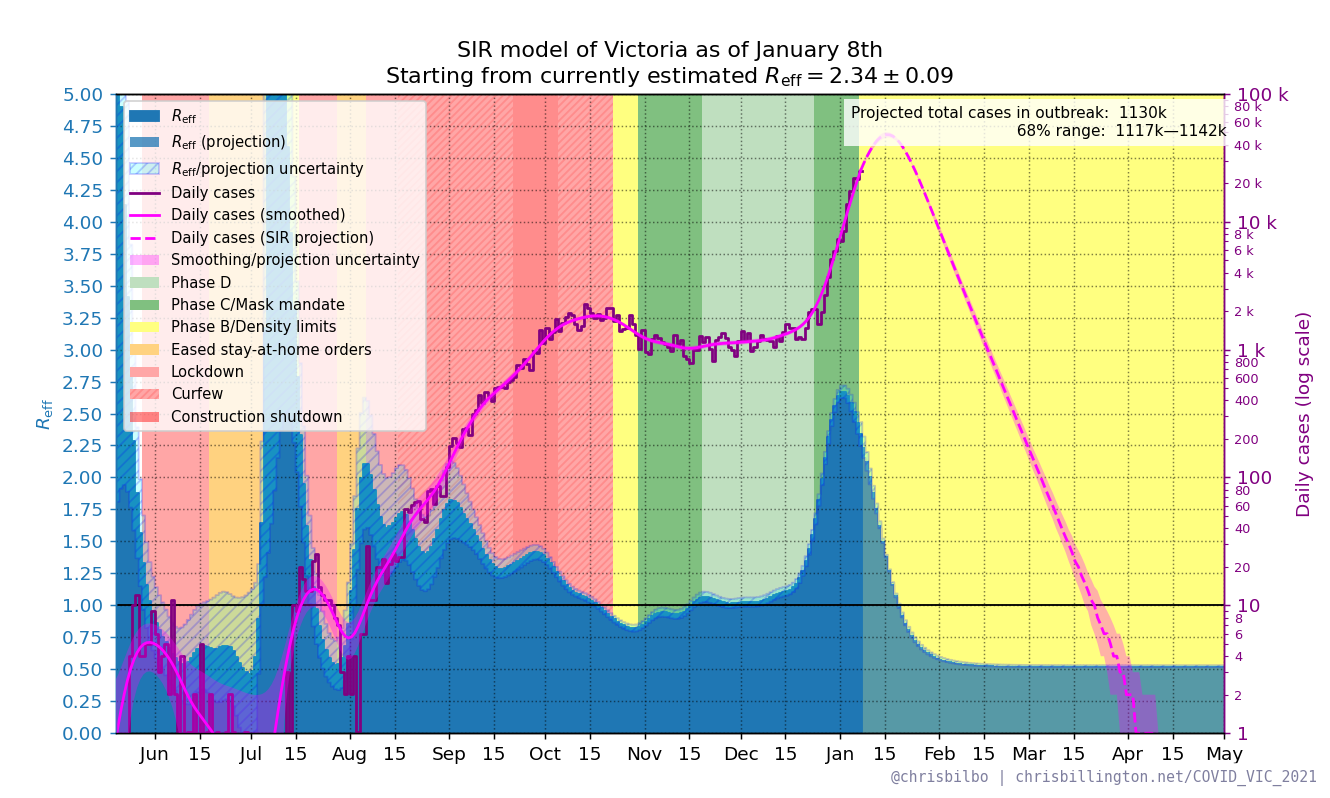 SIR model of Victoria as of January 8th
Starting from currently estimated Reff = 2.34 ± 0.09
Projected total cases in outbreak: 1130k
68% range: 1117k—1142k
Reff
Reff (projection)
Reff/projection uncertainty
Daily cases
Daily cases (smoothed)
Daily cases (SIR projection)
Smoothing/projection uncertainty
Phase D
Phase C/Mask mandate
Phase B/Density limits
Eased stay-at-home orders
Lockdown
Curfew
Construction shutdown
5.00
4.75
4.50
4.25
4.00
3.75
3.50
3.25
3.00
2.75
2.50
2.25
2.00
1.75
1.50
1.25
1.00
0.75
0.50
0.25
0.00
Reff
100 k
80 k
60 k
40 k
20 k
10 k
8 k
6 k
4 k
2 k
1 k
800
600
400
200
100
80
60
40
20
10
8
6
4
2
1
Daily cases (log scale)
Jun 15 Jul 15 Aug 15 Sep 15 Oct 15 Nov 15 Dec 15 Jan 15 Feb 15 Mar 15 Apr 15 May
@chrisbilbo | chrisbillington.net/COVID_VIC_2021